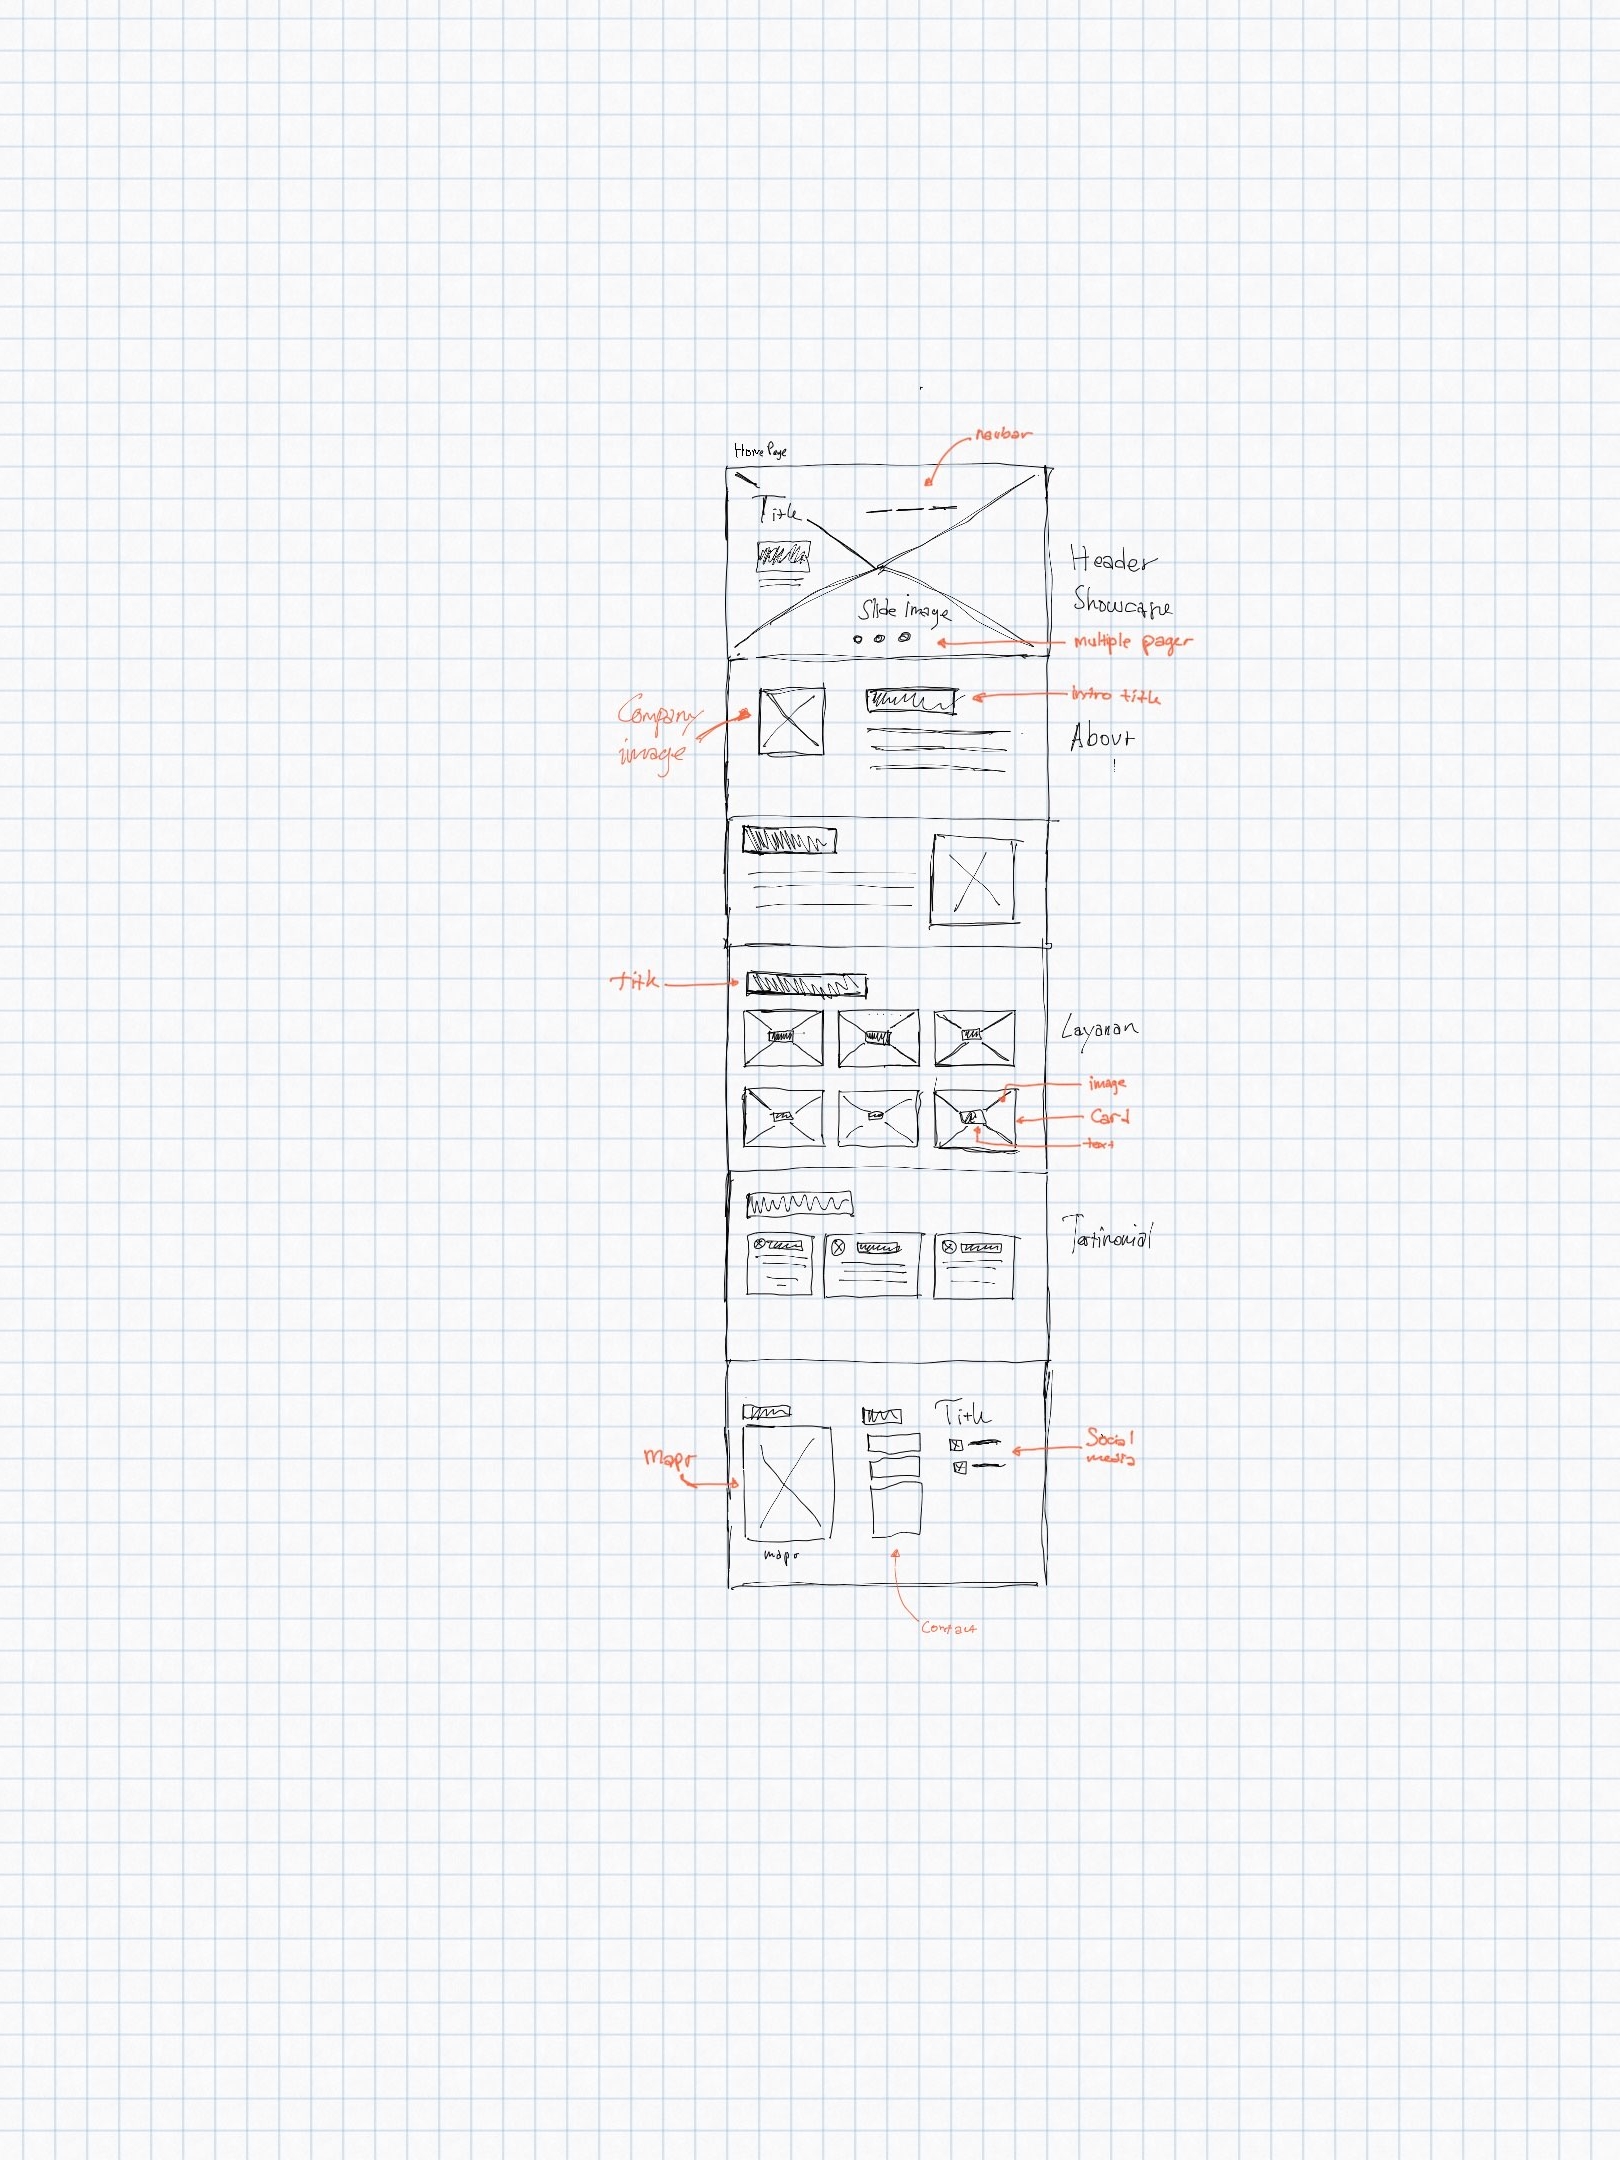 navbar
Home Page
Title
Header
Showcase
Slide image
multiple pager
intro title
Company
image
About
title
Layanan
image
Card
text
Testimonial
Title
Social
media
maps
maps
Contact